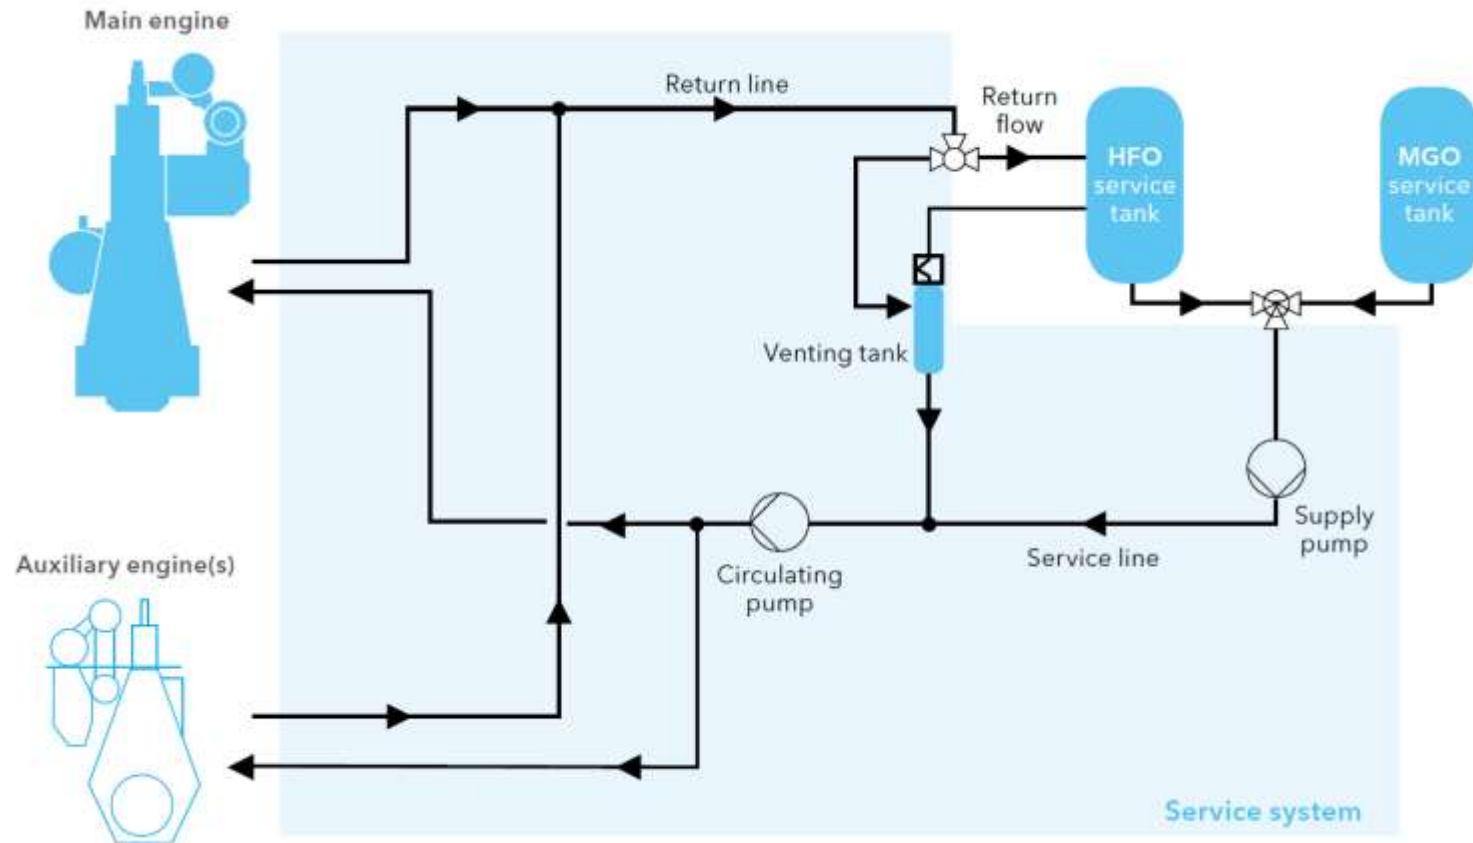 Main engine
Return line
Return
flow
HFO
service
tank
MGO
service
tank
Venting tank
Supply
pump
Service line
Circulating
pump
Auxiliary engine(s)
Service system